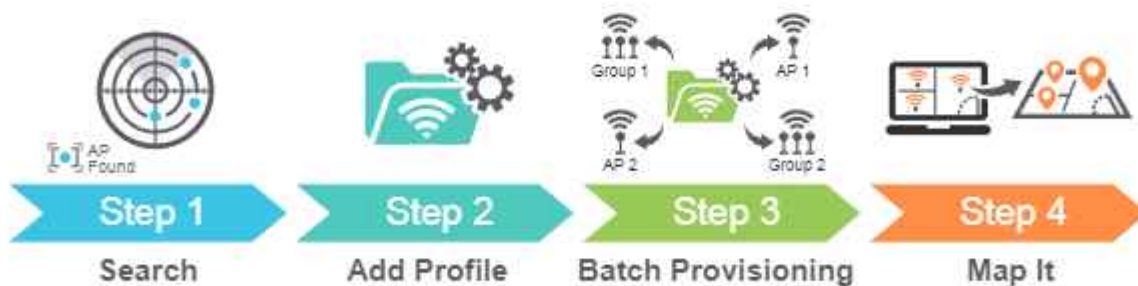 Group 1
AP 1
AP
Found
AP 2
Group 2
Step 1
Step 2
Step 3
Step 4
Search
Add Profile
Batch Provisioning
Map It